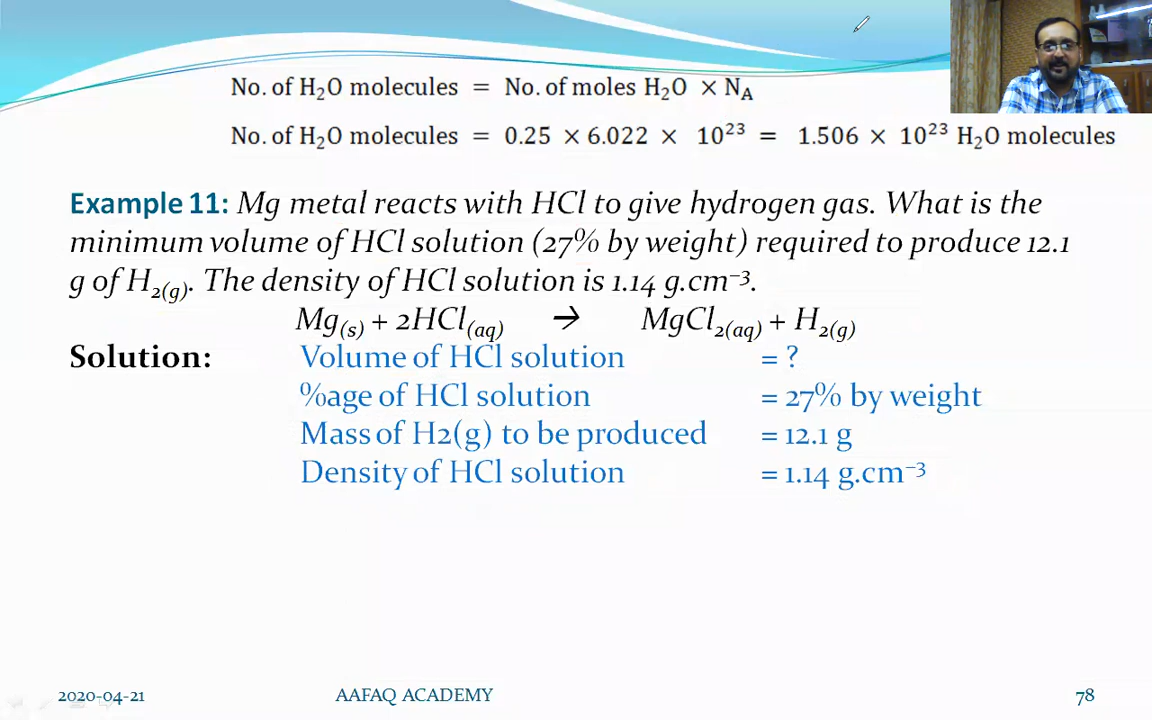 No. of H₂O molecules = No. of moles H₂O × N_A
No. of H₂O molecules = 0.25 × 6.022 × 10²³ = 1.506 × 10²³ H₂O molecules
Example 11: Mg metal reacts with HCl to give hydrogen gas. What is the
minimum volume of HCl solution (27% by weight) required to produce 12.1
g of H₂(g). The density of HCl solution is 1.14 g.cm⁻³.
Mg(s) + 2HCl(aq) → MgCl₂(aq) + H₂(g)
Solution: Volume of HCl solution = ?
%age of HCl solution = 27% by weight
Mass of H2(g) to be produced = 12.1 g
Density of HCl solution = 1.14 g.cm⁻³
2020-04-21 AAFAQ ACADEMY 78